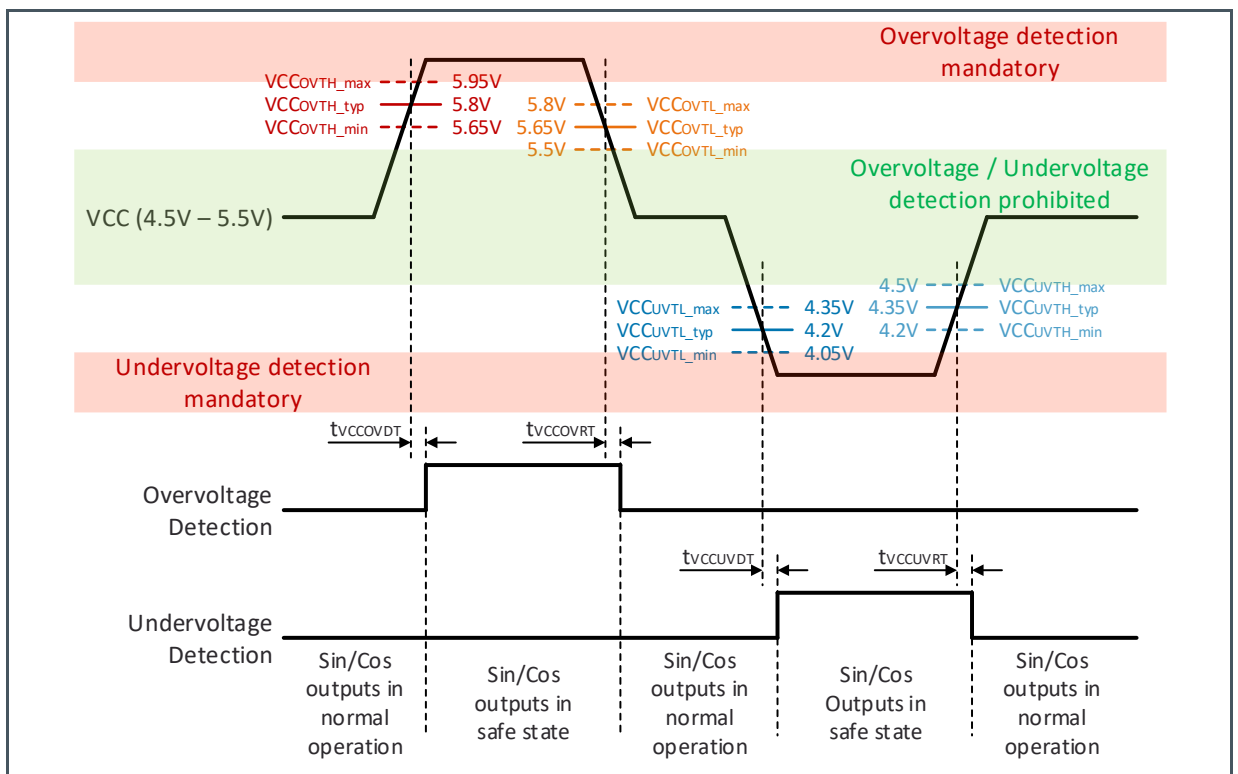 Overvoltage detection
mandatory
VCCOVTH_max
5.95V
VCCOVTH_typ
5.8V
5.8V
VCCOVTL_max
VCCOVTH_min
5.65V
5.65V
VCCOVTL_typ
5.5V
VCCOVTL_min
Overvoltage / Undervoltage
detection prohibited
VCC (4.5V – 5.5V)
4.5V
VCCUVTH_max
VCCUVTL_max
4.35V
4.35V
VCCUVTH_typ
VCCUVTL_typ
4.2V
4.2V
VCCUVTH_min
VCCUVTL_min
4.05V
Undervoltage detection
mandatory
tVCCOVDT
tVCCOVRT
Overvoltage
Detection
tVCCUVDT
tVCCUVRT
Undervoltage
Detection
Sin/Cos
outputs in
normal
operation
Sin/Cos
outputs in
safe state
Sin/Cos
outputs in
normal
operation
Sin/Cos
Outputs in
safe state
Sin/Cos
outputs in
normal
operation